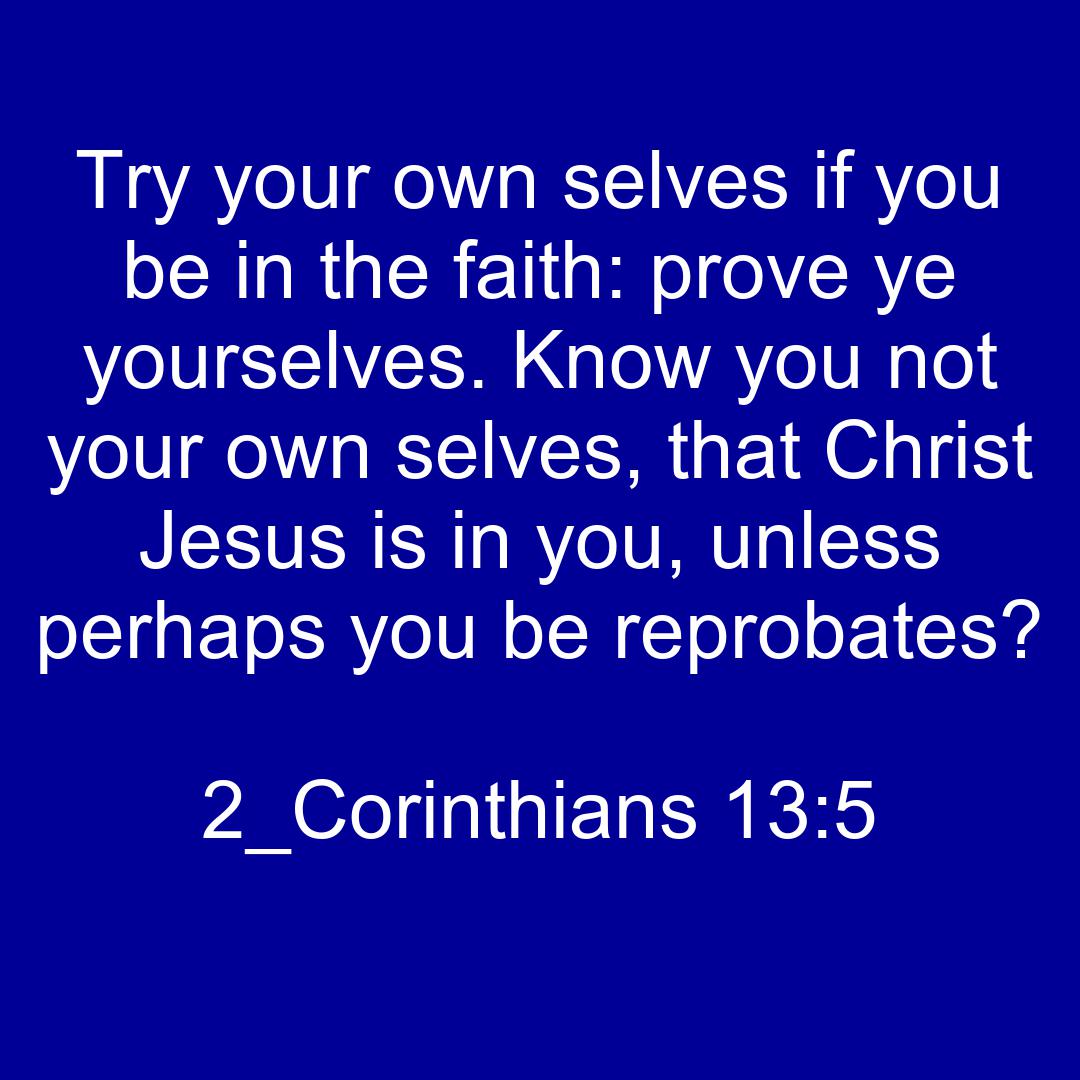 Try your own selves if you
be in the faith: prove ye
yourselves. Know you not
your own selves, that Christ
Jesus is in you, unless
perhaps you be reprobates?
2_Corinthians 13:5